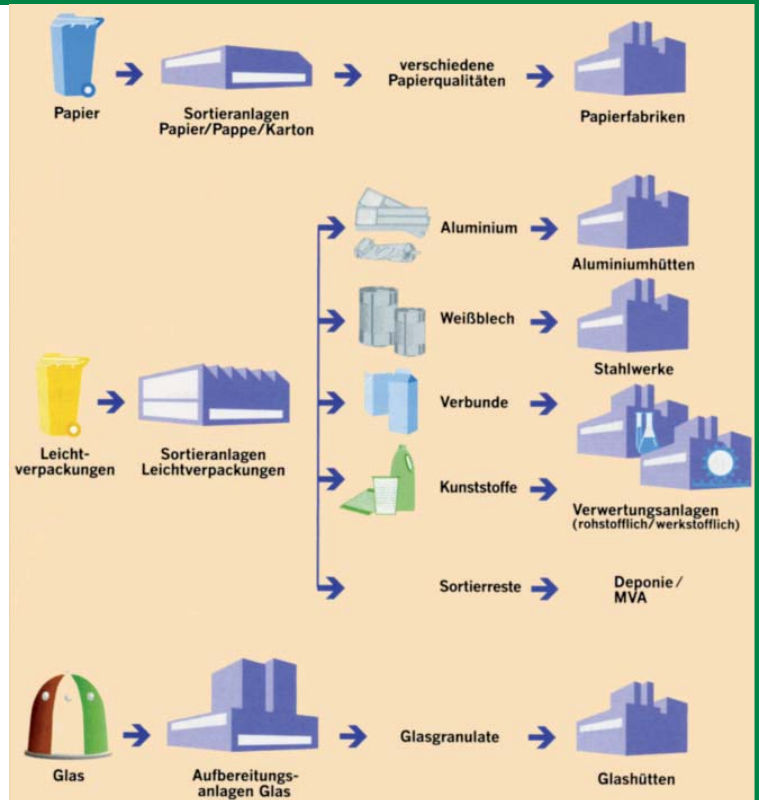 Papier
Sortieranlagen
Papier/Pappe/Karton
verschiedene
Papierqualitäten
Papierfabriken
Aluminium
Aluminiumhütten
Weißblech
Stahlwerke
Leicht-
verpackungen
Sortieranlagen
Leichtverpackungen
Verbunde
Kunststoffe
Verwertungsanlagen
(rohstofflich/werkstofflich)
Sortierreste
Deponie/
MVA
Glas
Aufbereitungs-
anlagen Glas
Glasgranulate
Glashütten